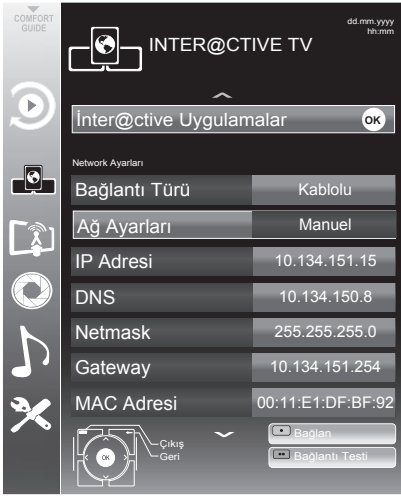 COMFORT
GUIDE
dd.mm.yyyy
hh:mm
INTER@CTIVE TV
İnter@ctive Uygulamalar OK
Network Ayarları
Bağlantı Türü Kablolu
Ağ Ayarları Manuel
IP Adresi 10.134.151.15
DNS 10.134.150.8
Netmask 255.255.255.0
Gateway 10.134.151.254
MAC Adresi 00:11:E1:DF:BF:92
Çıkış
Geri
OK
Bağlan
Bağlantı Testi